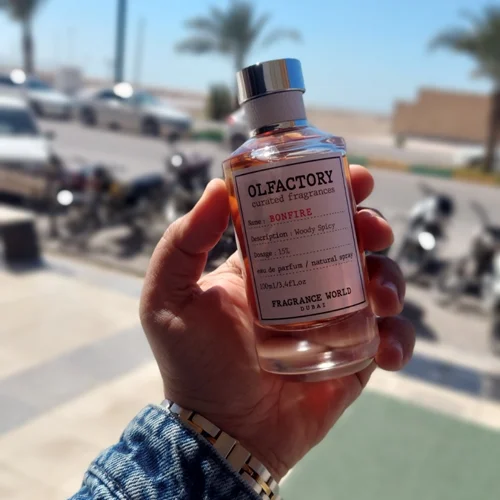 OLFACTORY
curated fragrances
Name : BONFIRE
Description : Woody Spicy
Dosage : 15%
eau de parfum / natural spray
100ml/3.4fl.oz
FRAGRANCE WORLD
DUBAI